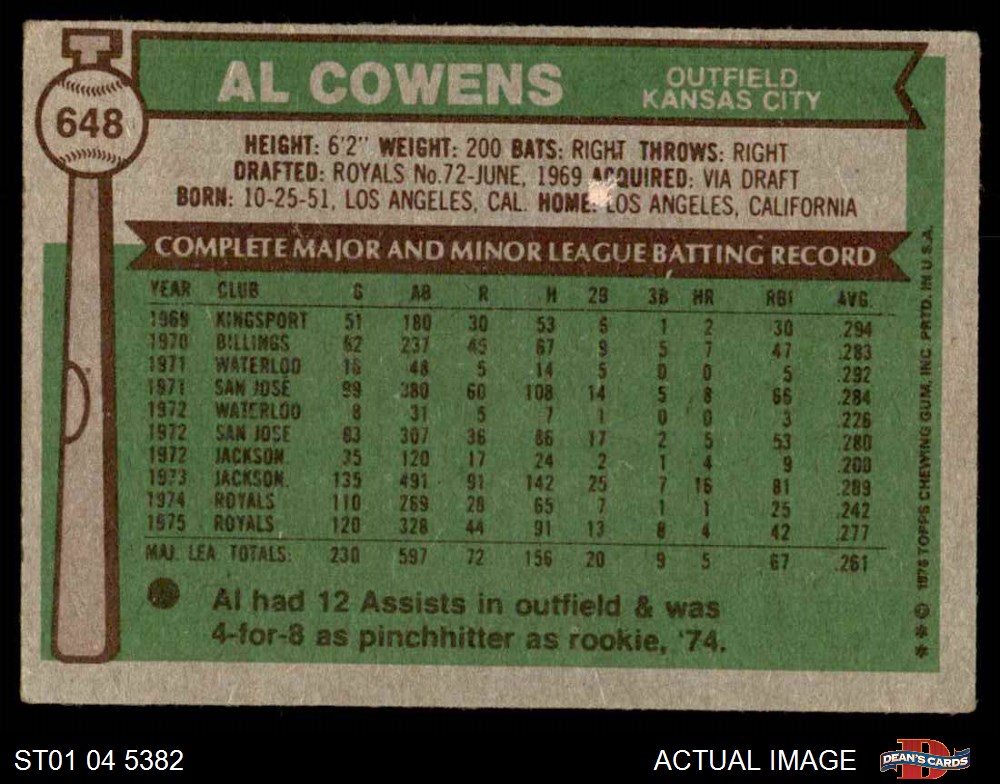 T
648
AL COWENS
OUTFIELD
KANSAS CITY
HEIGHT: 6'2" WEIGHT: 200 BATS: RIGHT THROWS: RIGHT
DRAFTED: ROYALS No.72-JUNE, 1969 ACQUIRED: VIA DRAFT
BORN: 10-25-51, LOS ANGELES, CAL. HOME: LOS ANGELES, CALIFORNIA
COMPLETE MAJOR AND MINOR LEAGUE BATTING RECORD
YEAR CLUB G AB R H 2B 3B HR RBI AVG.
1969 KINGSPORT 51 180 30 53 6 1 2 30 .294
1970 BILLINGS 62 237 45 67 9 5 7 47 .283
1971 WATERLOO 16 48 5 14 5 0 0 5 .292
1971 SAN JOSE 99 380 60 108 14 5 8 66 .284
1972 WATERLOO 8 31 5 7 1 0 0 3 .226
1972 SAN JOSE 83 307 36 86 17 2 5 53 .280
1972 JACKSON 35 120 17 24 2 1 4 9 .200
1973 JACKSON 135 491 91 142 25 7 16 81 .289
1974 ROYALS 110 269 28 65 7 1 1 25 .242
1975 ROYALS 120 328 44 91 13 8 4 42 .277
MAJ. LEA. TOTALS: 230 597 72 156 20 9 5 67 .261
Al had 12 Assists in outfield & was
4-for-8 as pinchhitter as rookie, '74.
** © 1976 TOPPS CHEWING GUM, INC. PRTD. IN U.S.A.
ST01 04 5382
ACTUAL IMAGE
D
DEAN'S CARDS